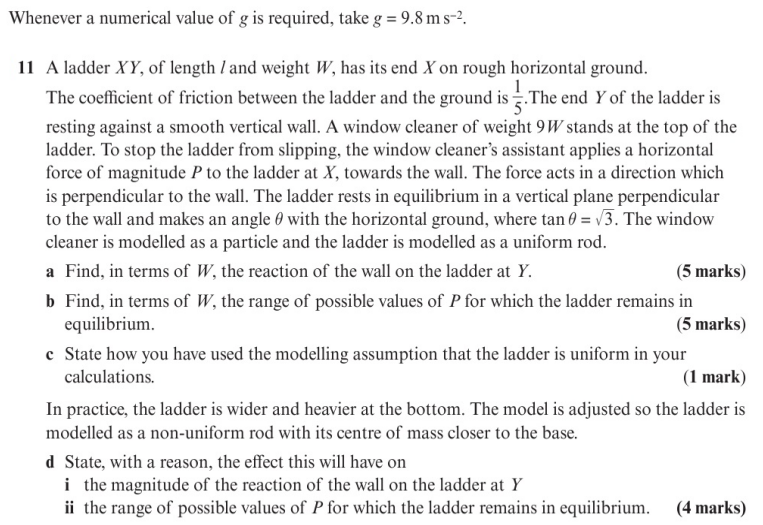 Whenever a numerical value of g is required, take g = 9.8 m s⁻².
11 A ladder XY, of length l and weight W, has its end X on rough horizontal ground.
The coefficient of friction between the ladder and the ground is 1/5.The end Y of the ladder is
resting against a smooth vertical wall. A window cleaner of weight 9W stands at the top of the
ladder. To stop the ladder from slipping, the window cleaner's assistant applies a horizontal
force of magnitude P to the ladder at X, towards the wall. The force acts in a direction which
is perpendicular to the wall. The ladder rests in equilibrium in a vertical plane perpendicular
to the wall and makes an angle θ with the horizontal ground, where tan θ = √3. The window
cleaner is modelled as a particle and the ladder is modelled as a uniform rod.
a Find, in terms of W, the reaction of the wall on the ladder at Y. (5 marks)
b Find, in terms of W, the range of possible values of P for which the ladder remains in
equilibrium. (5 marks)
c State how you have used the modelling assumption that the ladder is uniform in your
calculations. (1 mark)
In practice, the ladder is wider and heavier at the bottom. The model is adjusted so the ladder is
modelled as a non-uniform rod with its centre of mass closer to the base.
d State, with a reason, the effect this will have on
i the magnitude of the reaction of the wall on the ladder at Y
ii the range of possible values of P for which the ladder remains in equilibrium. (4 marks)